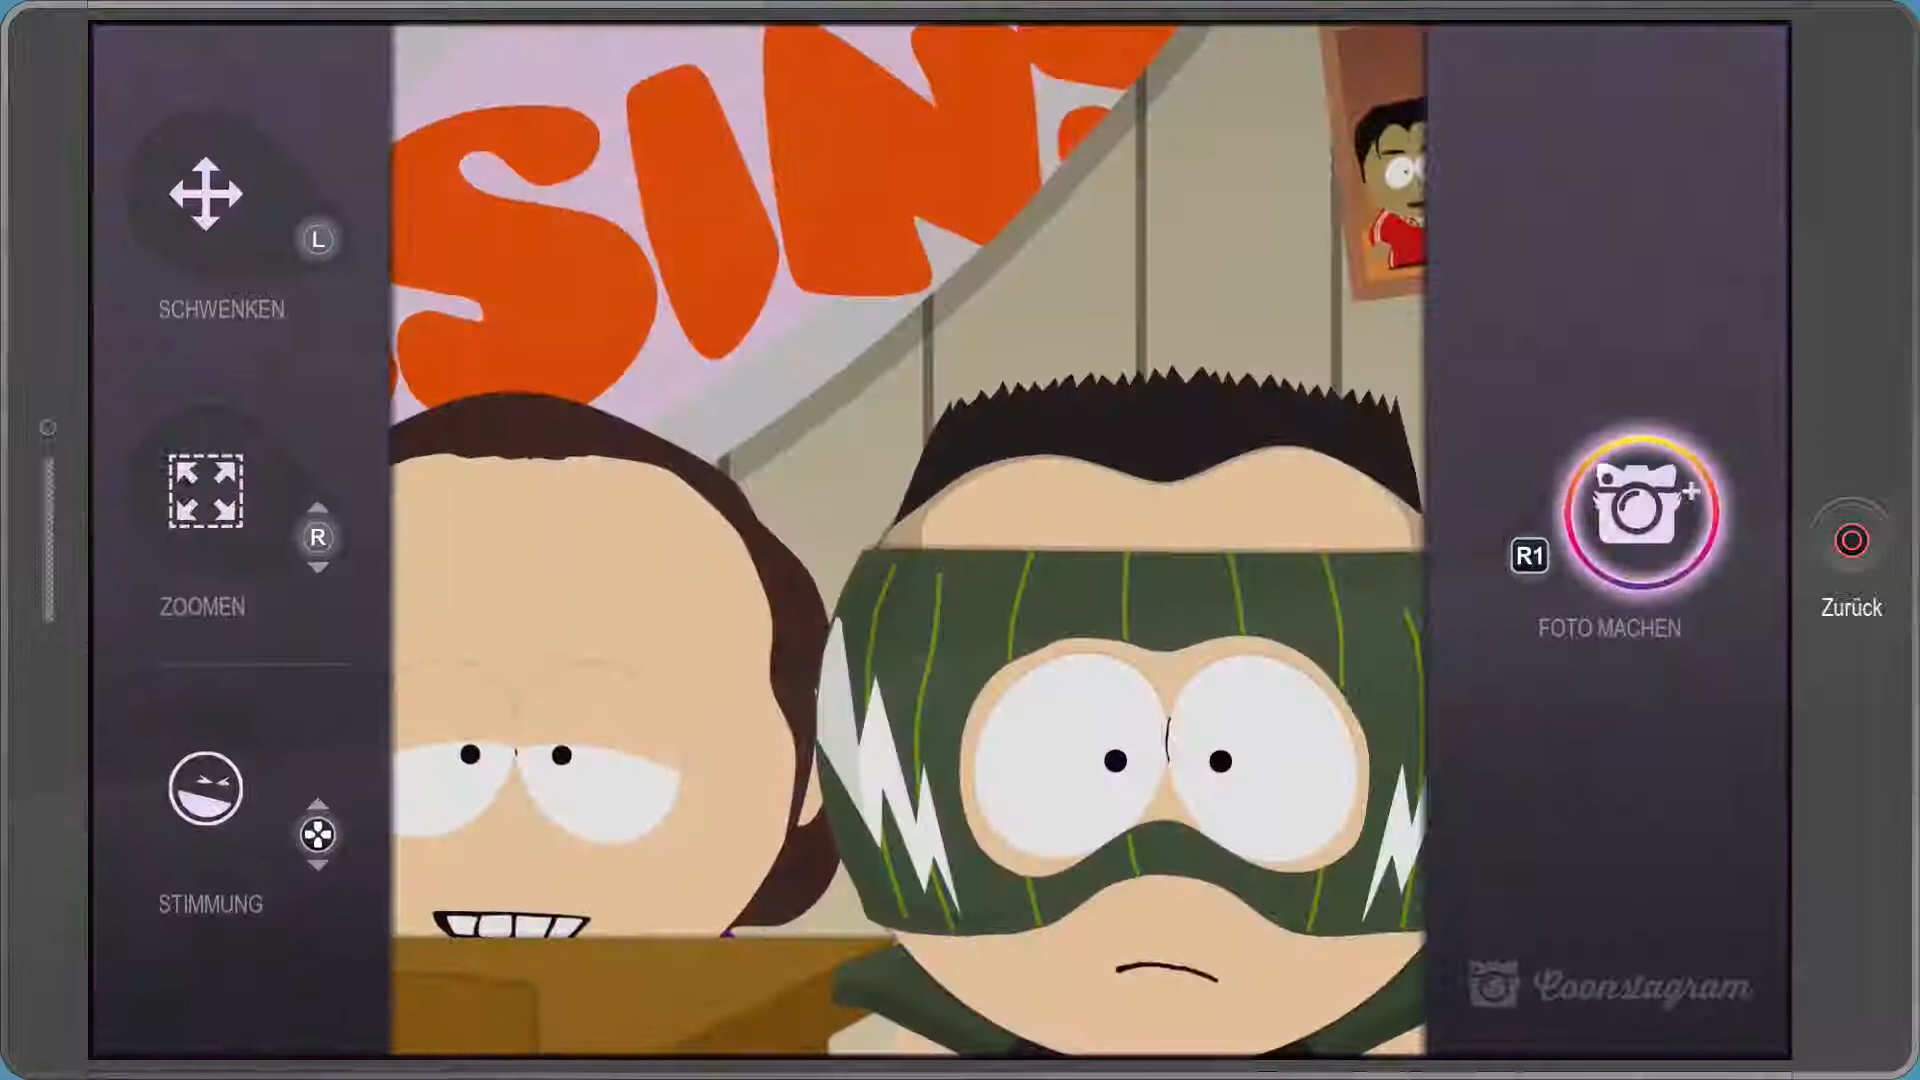 SIN
L
SCHWENKEN
R
ZOOMEN
STIMMUNG
R1
FOTO MACHEN
Zurück
Coonstagram